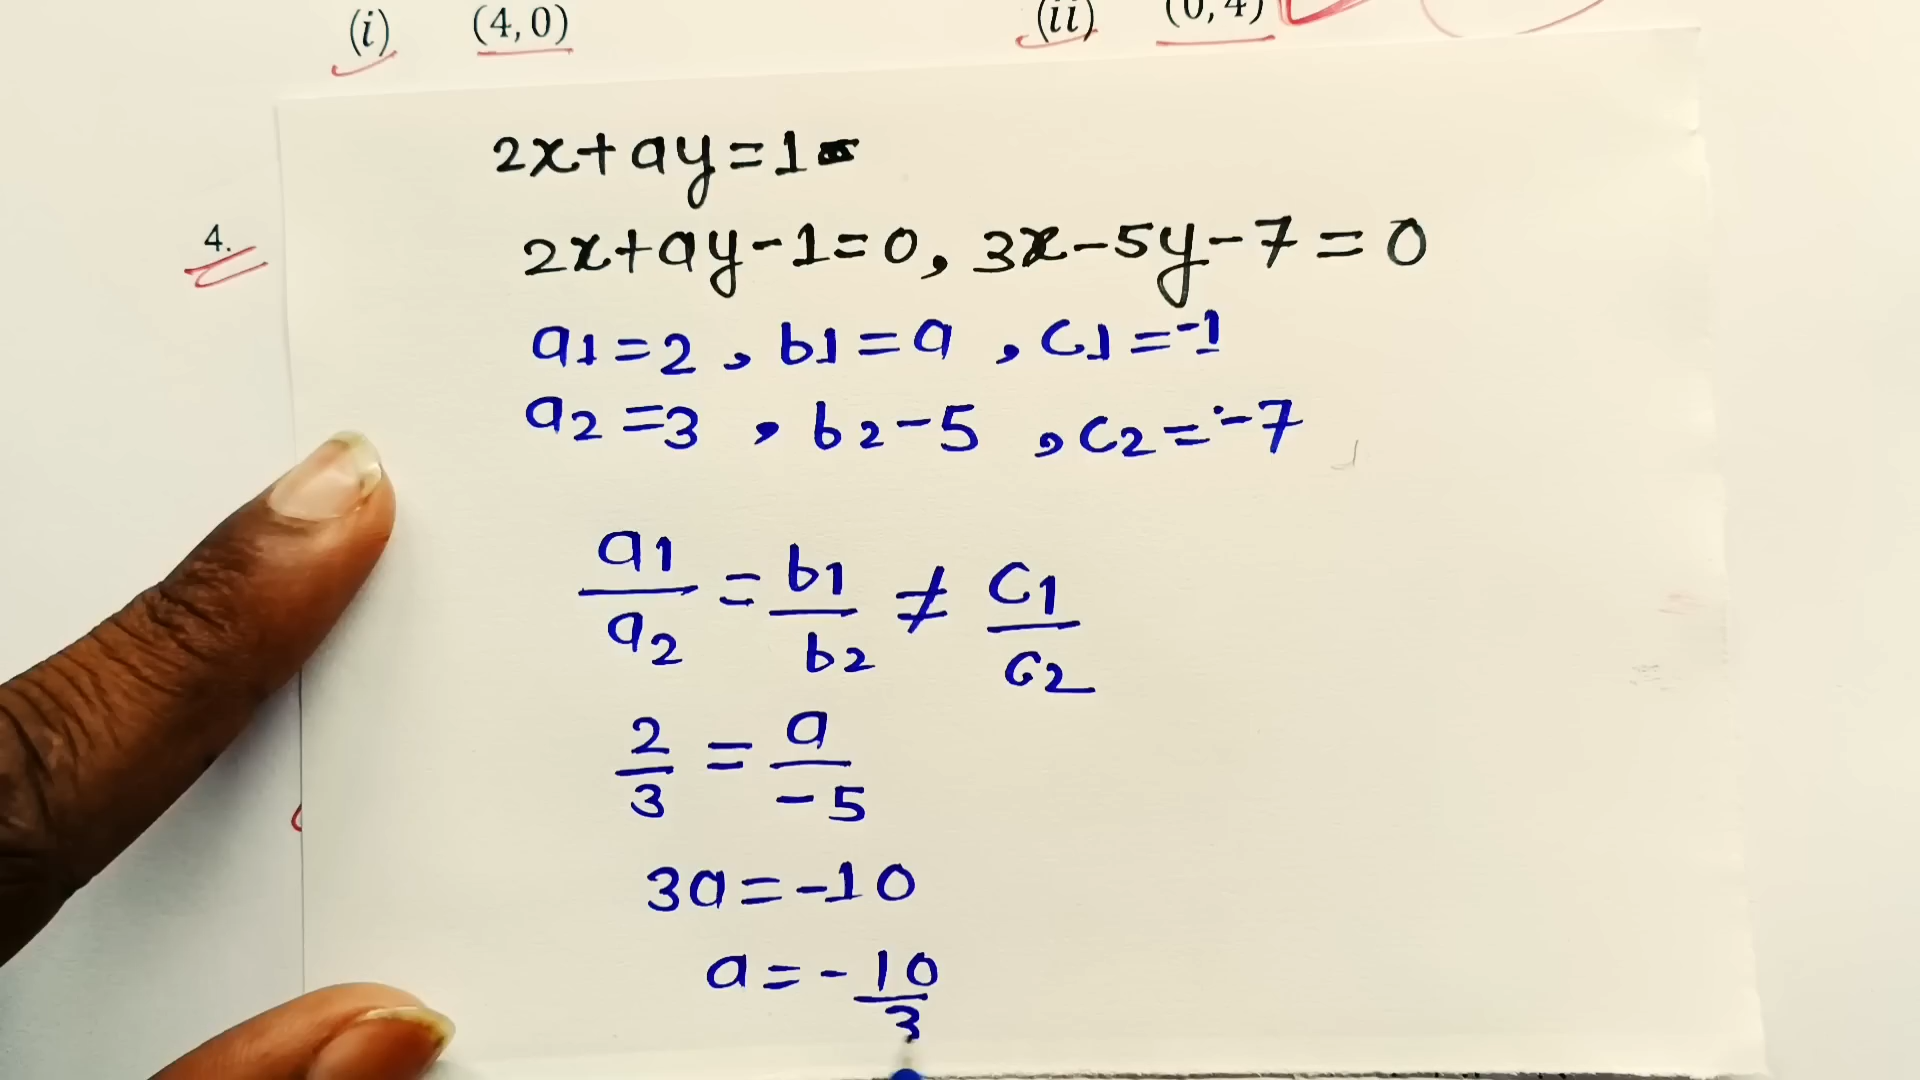 (i) (4,0) (ii) (0,4)
4.
2x+ay=1
2x+ay-1=0, 3x-5y-7=0
a1=2, b1=a, c1=-1
a2=3, b2-5, c2=-7
a1/a2 = b1/b2 ≠ c1/c2
2/3 = a/-5
3a=-10
a=-10/3